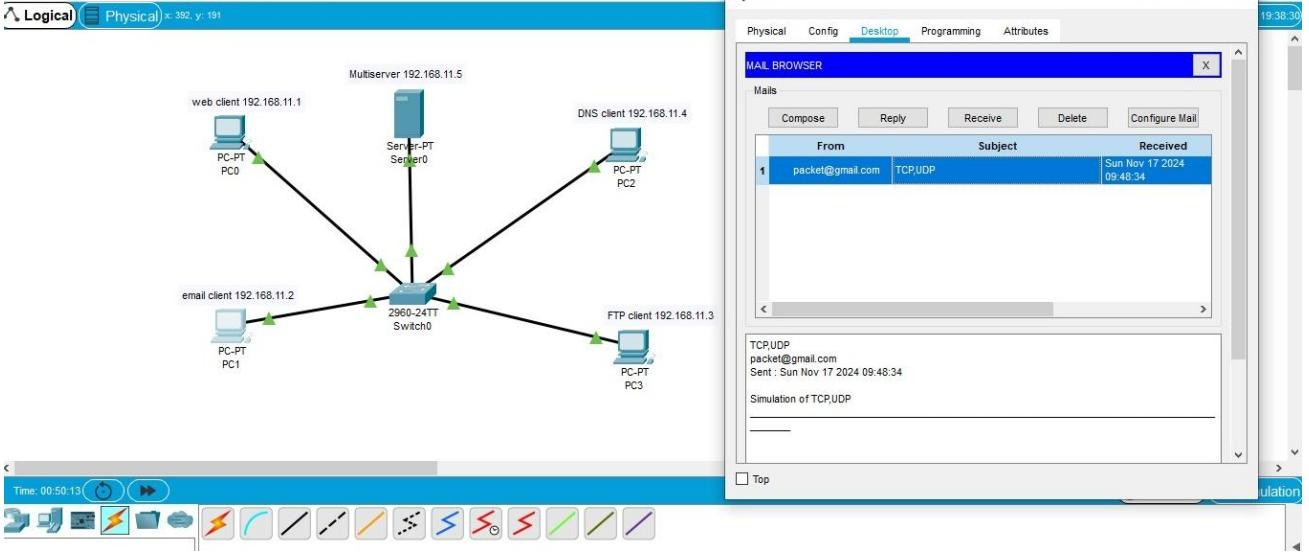 Logical
Physical
x: 392, y: 191
19:38:30
Multiserver 192.168.11.5
web client 192.168.11.1
DNS client 192.168.11.4
Server-PT
Server0
PC-PT
PC0
PC-PT
PC2
email client 192.168.11.2
2960-24TT
Switch0
FTP client 192.168.11.3
PC-PT
PC1
PC-PT
PC3
Physical Config Desktop Programming Attributes
MAIL BROWSER X
Mails
Compose Reply Receive Delete Configure Mail
From Subject Received
1 packet@gmail.com TCP,UDP Sun Nov 17 2024
09:48:34
TCP,UDP
packet@gmail.com
Sent : Sun Nov 17 2024 09:48:34
Simulation of TCP,UDP
Top
Time: 00:50:13